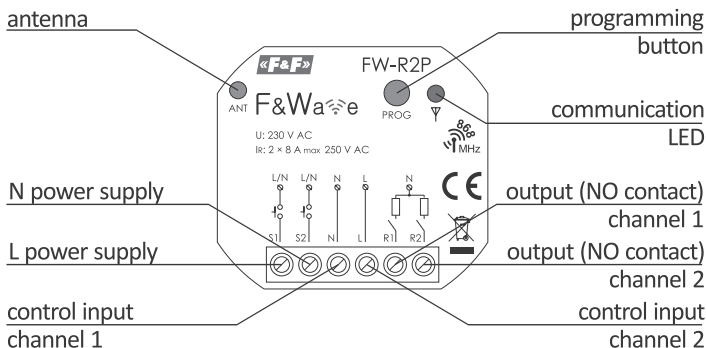 antenna
programming
button
«F&F»
FW-R2P
ANT
F&Wave
PROG
communication
LED
868
MHz
U: 230 V AC
IR: 2 × 8 A max 250 V AC
L/N L/N N L N
N power supply
CE
output (NO contact)
channel 1
S1 S2 N L R1 R2
L power supply
output (NO contact)
channel 2
control input
channel 1
control input
channel 2